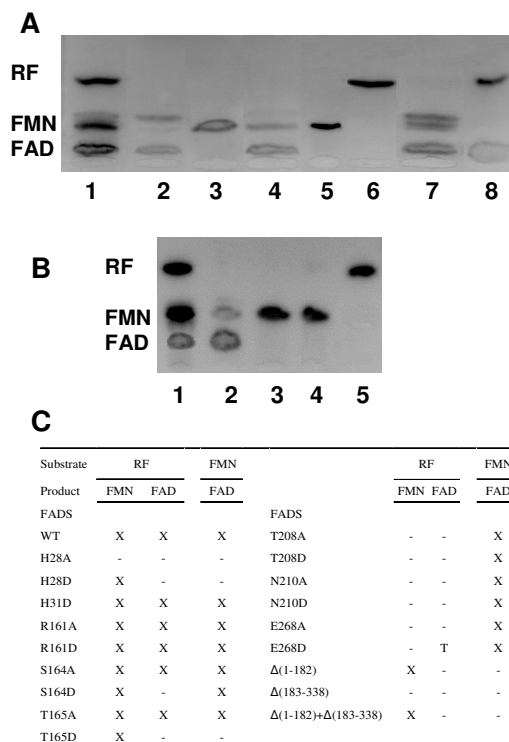 A
RF
FMN
FAD
1 2 3 4 5 6 7 8
B
RF
FMN
FAD
1 2 3 4 5
C
Substrate RF FMN RF FMN
Product FMN FAD FAD FMN FAD FAD
FADS FADS
WT X X X T208A - - X
H28A - - - T208D - - X
H28D X - - N210A - - X
H31D X X X N210D - - X
R161A X X X E268A - - X
R161D X X X E268D - T X
S164A X X X Δ(1-182) X - -
S164D X - X Δ(183-338) - - -
T165A X X X Δ(1-182)+Δ(183-338) X - -
T165D X - -